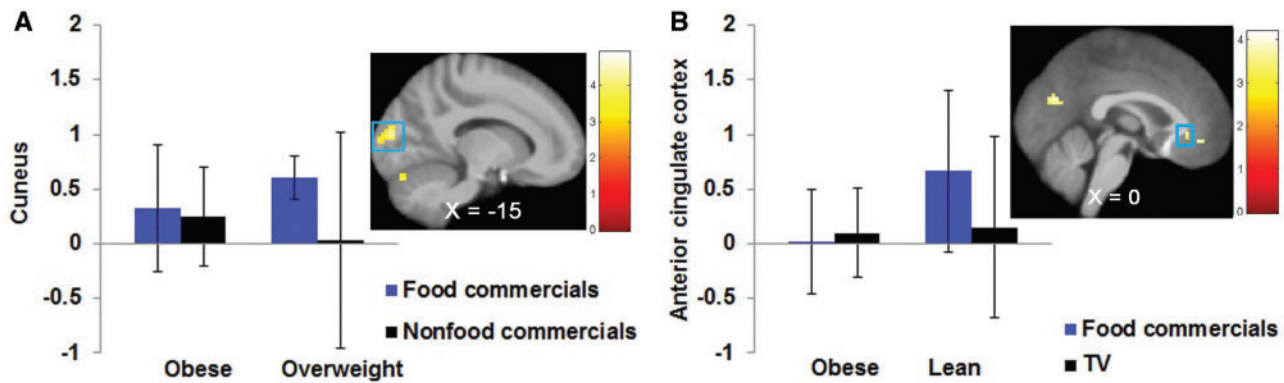 A
Cuneus
2
1.5
1
0.5
0
-0.5
-1
Obese Overweight
X = -15
4
3
2
1
0
Food commercials
Nonfood commercials
B
Anterior cingulate cortex
2
1.5
1
0.5
0
-0.5
-1
Obese Lean
X = 0
4
3
2
1
0
Food commercials
TV